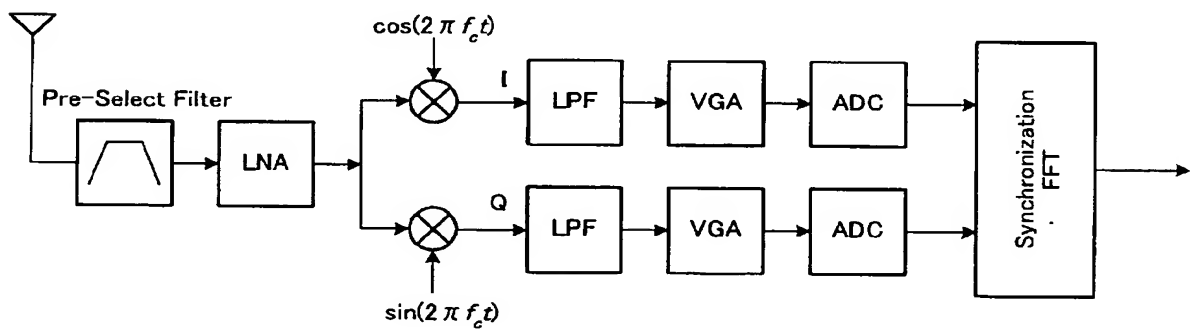 cos(2 π f_c t)
Pre-Select Filter
I
LPF
VGA
ADC
LNA
Synchronization
FFT
Q
LPF
VGA
ADC
sin(2 π f_c t)